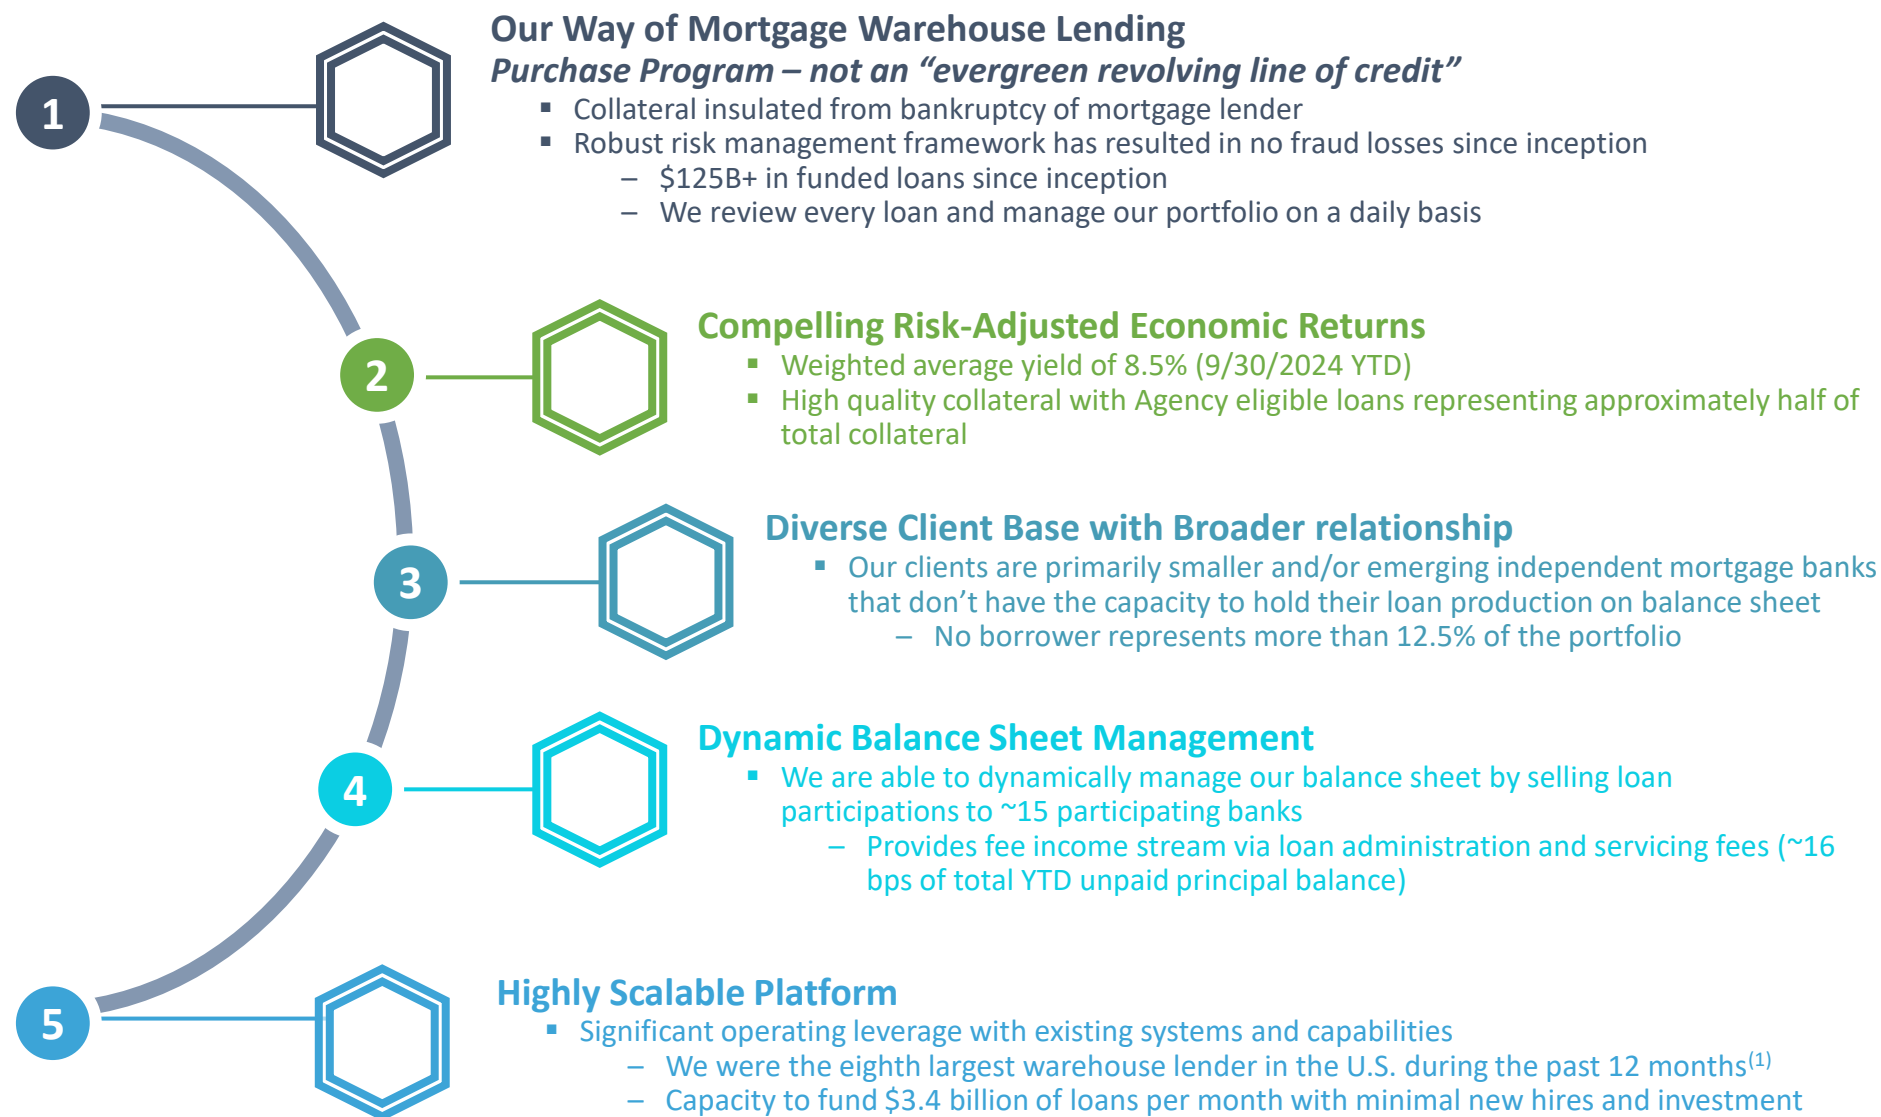 Our Way of Mortgage Warehouse Lending
Purchase Program – not an “evergreen revolving line of credit”
1
▪ Collateral insulated from bankruptcy of mortgage lender
▪ Robust risk management framework has resulted in no fraud losses since inception
– $125B+ in funded loans since inception
– We review every loan and manage our portfolio on a daily basis
2
Compelling Risk-Adjusted Economic Returns
▪ Weighted average yield of 8.5% (9/30/2024 YTD)
▪ High quality collateral with Agency eligible loans representing approximately half of
total collateral
3
Diverse Client Base with Broader relationship
▪ Our clients are primarily smaller and/or emerging independent mortgage banks
that don’t have the capacity to hold their loan production on balance sheet
– No borrower represents more than 12.5% of the portfolio
4
Dynamic Balance Sheet Management
▪ We are able to dynamically manage our balance sheet by selling loan
participations to ~15 participating banks
– Provides fee income stream via loan administration and servicing fees (~16
bps of total YTD unpaid principal balance)
5
Highly Scalable Platform
▪ Significant operating leverage with existing systems and capabilities
– We were the eighth largest warehouse lender in the U.S. during the past 12 months(1)
– Capacity to fund $3.4 billion of loans per month with minimal new hires and investment